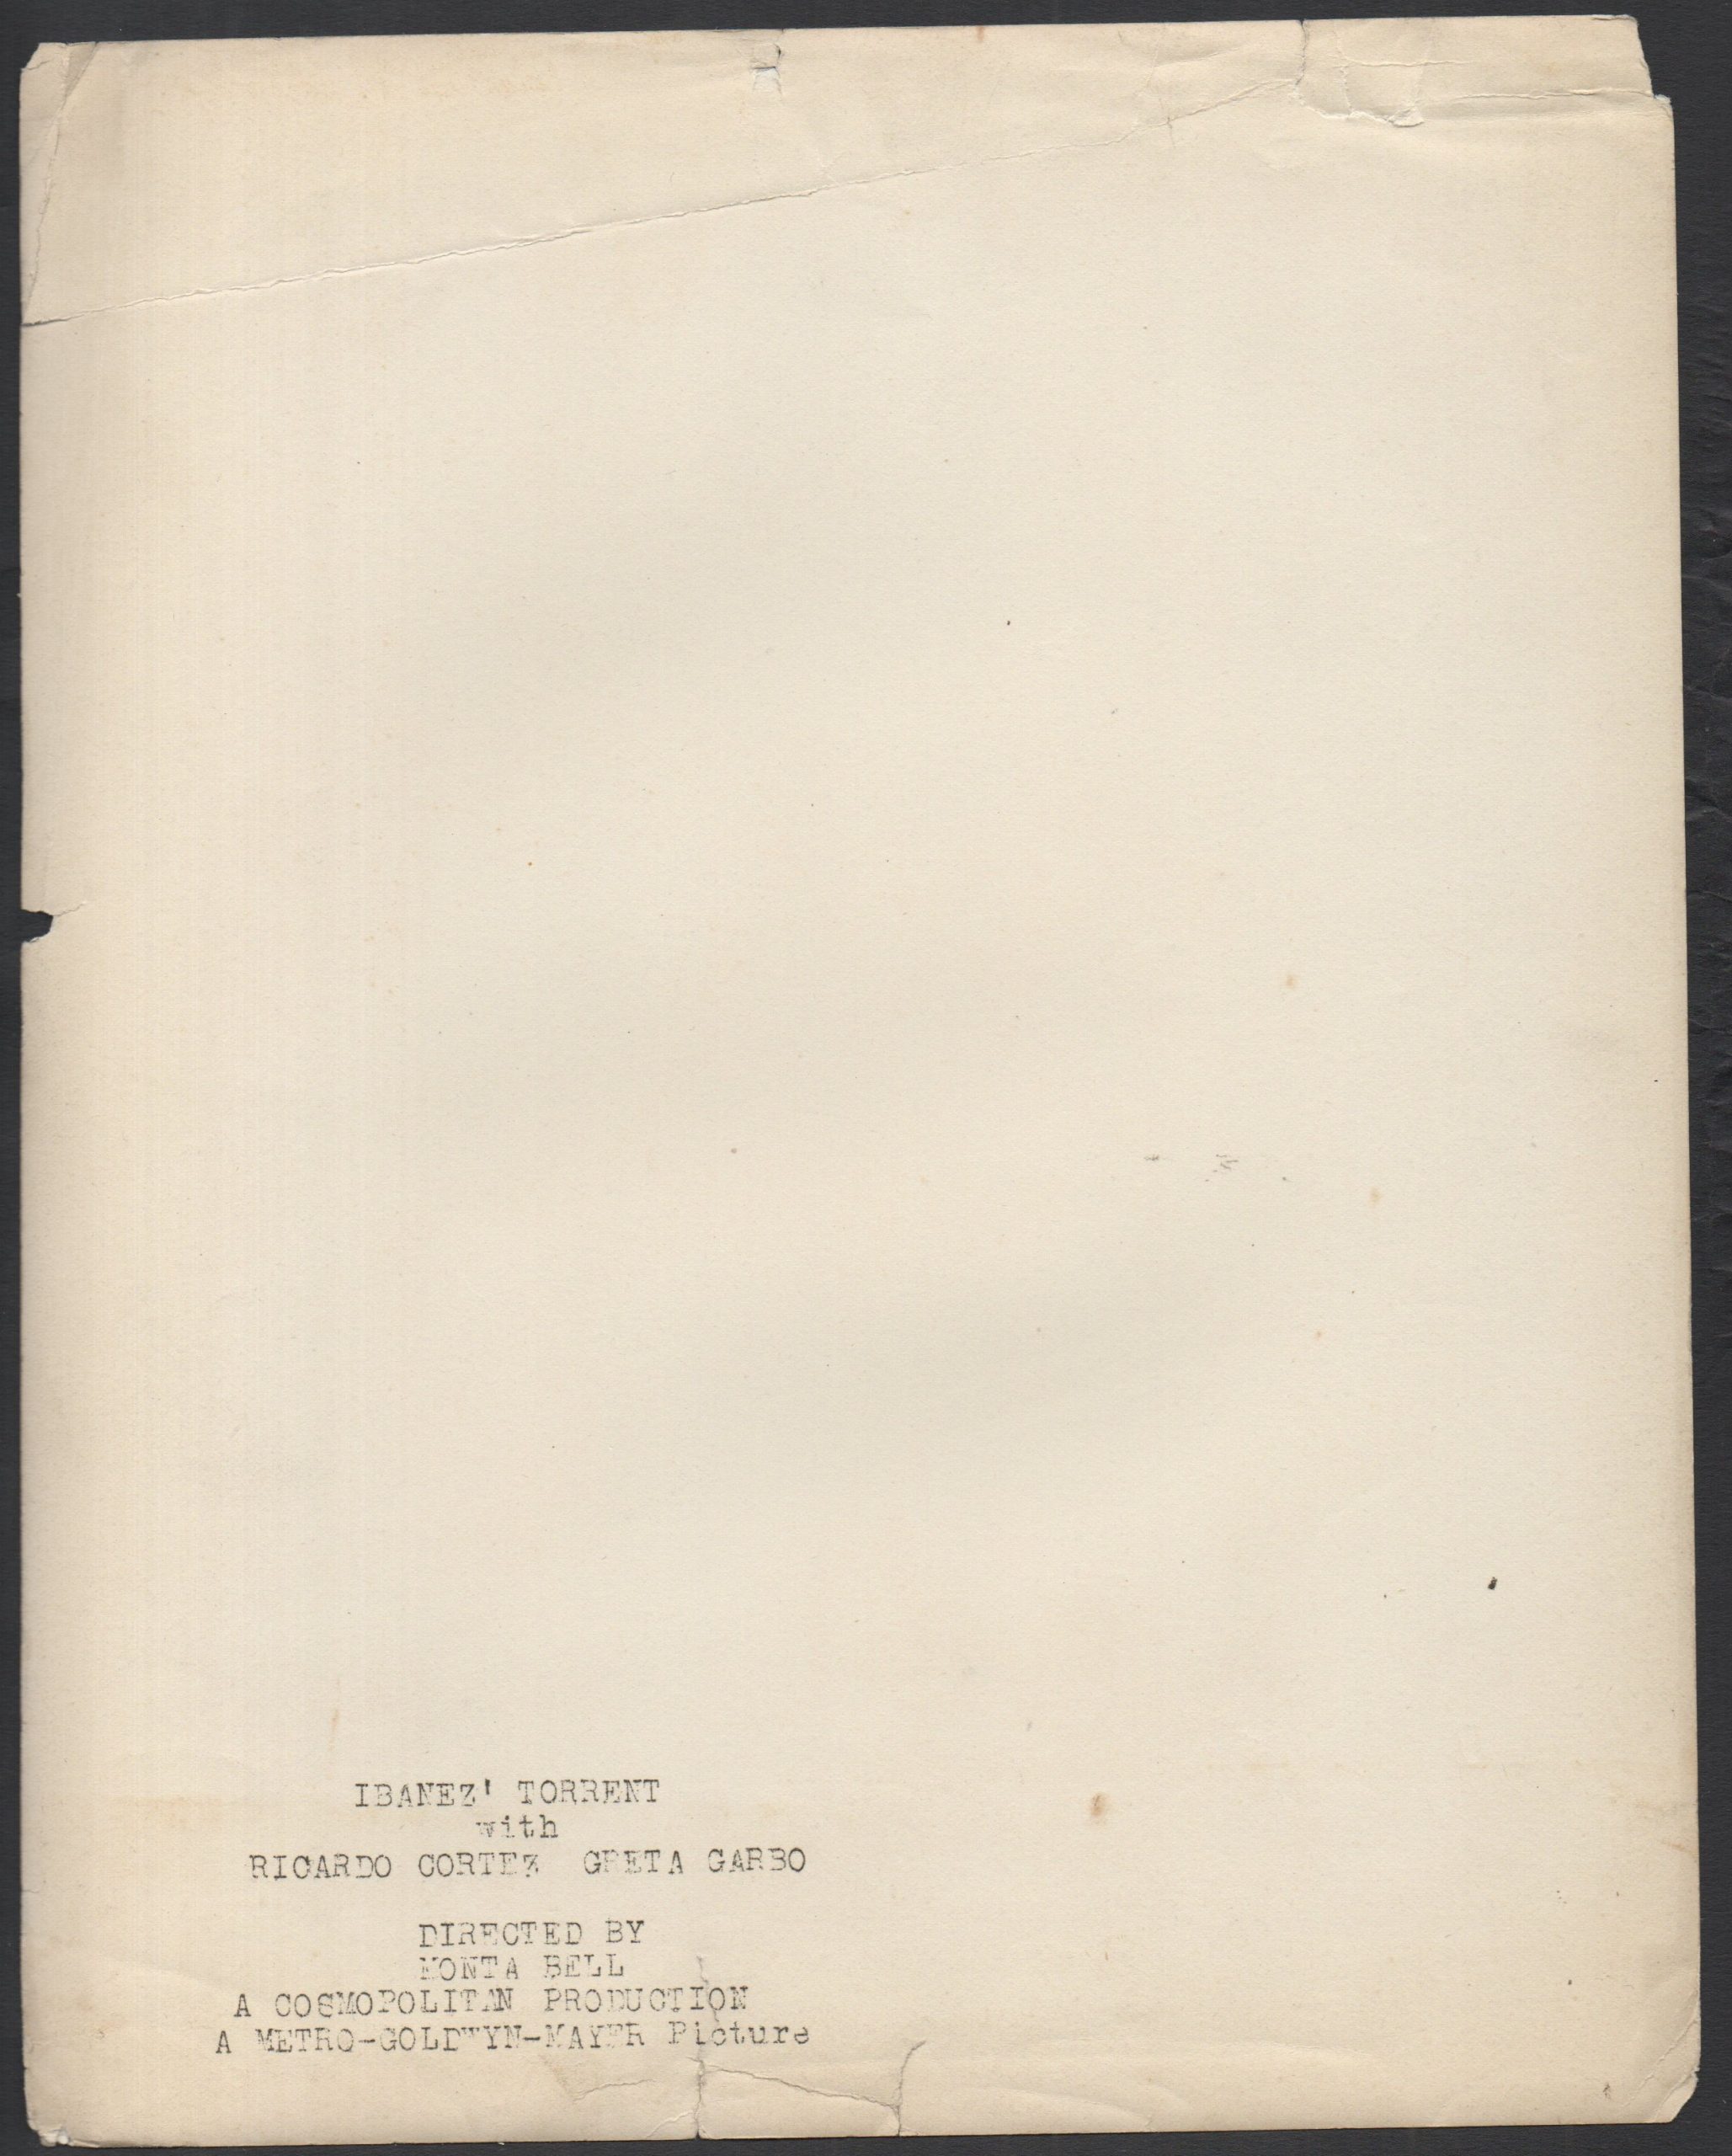 IBANEZ' TORRENT
with
RICARDO CORTEZ GRETA GARBO
DIRECTED BY
MONTA BELL
A COSMOPOLITAN PRODUCTION
A METRO-GOLDWYN-MAYER Picture